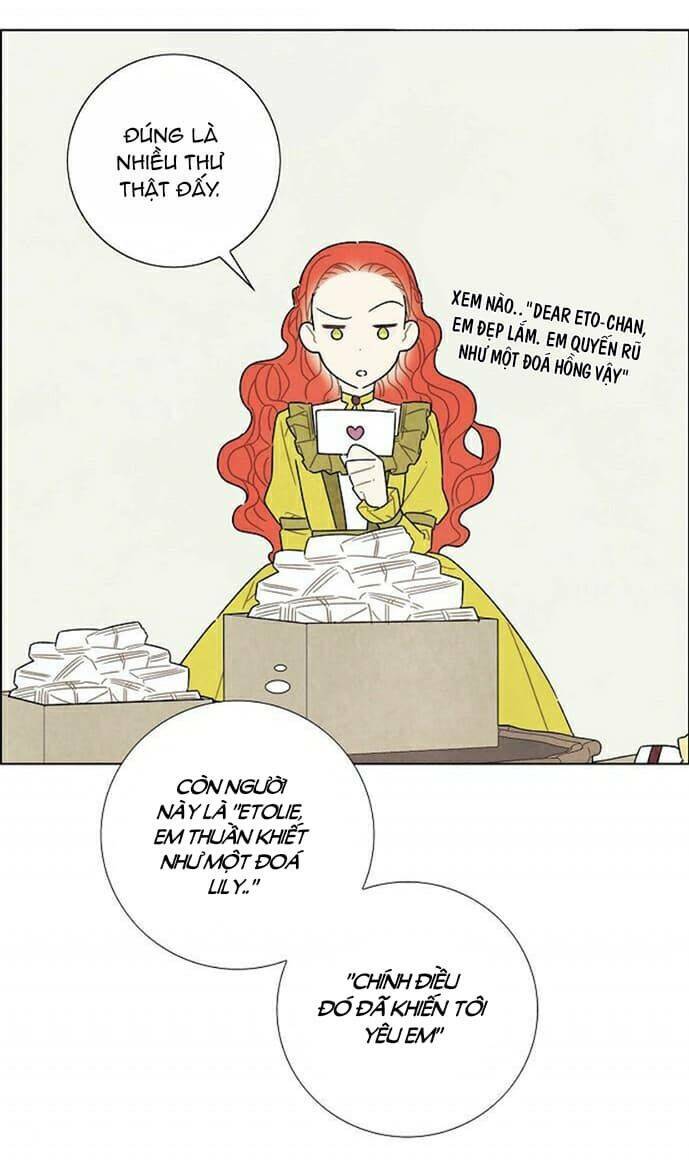 ĐÚNG LÀ
NHIỀU THƯ
THẬT ĐẤY.
XEM NÀO.. "DEAR ETO-CHAN,
EM ĐẸP LẮM. EM QUYẾN RŨ
NHƯ MỘT ĐOÁ HỒNG VẬY"
CÒN NGƯỜI
NÀY LÀ "ETOLIE,
EM THUẦN KHIẾT
NHƯ MỘT ĐOÁ
LILY.."
"CHÍNH ĐIỀU
ĐÓ ĐÃ KHIẾN TÔI
YÊU EM"